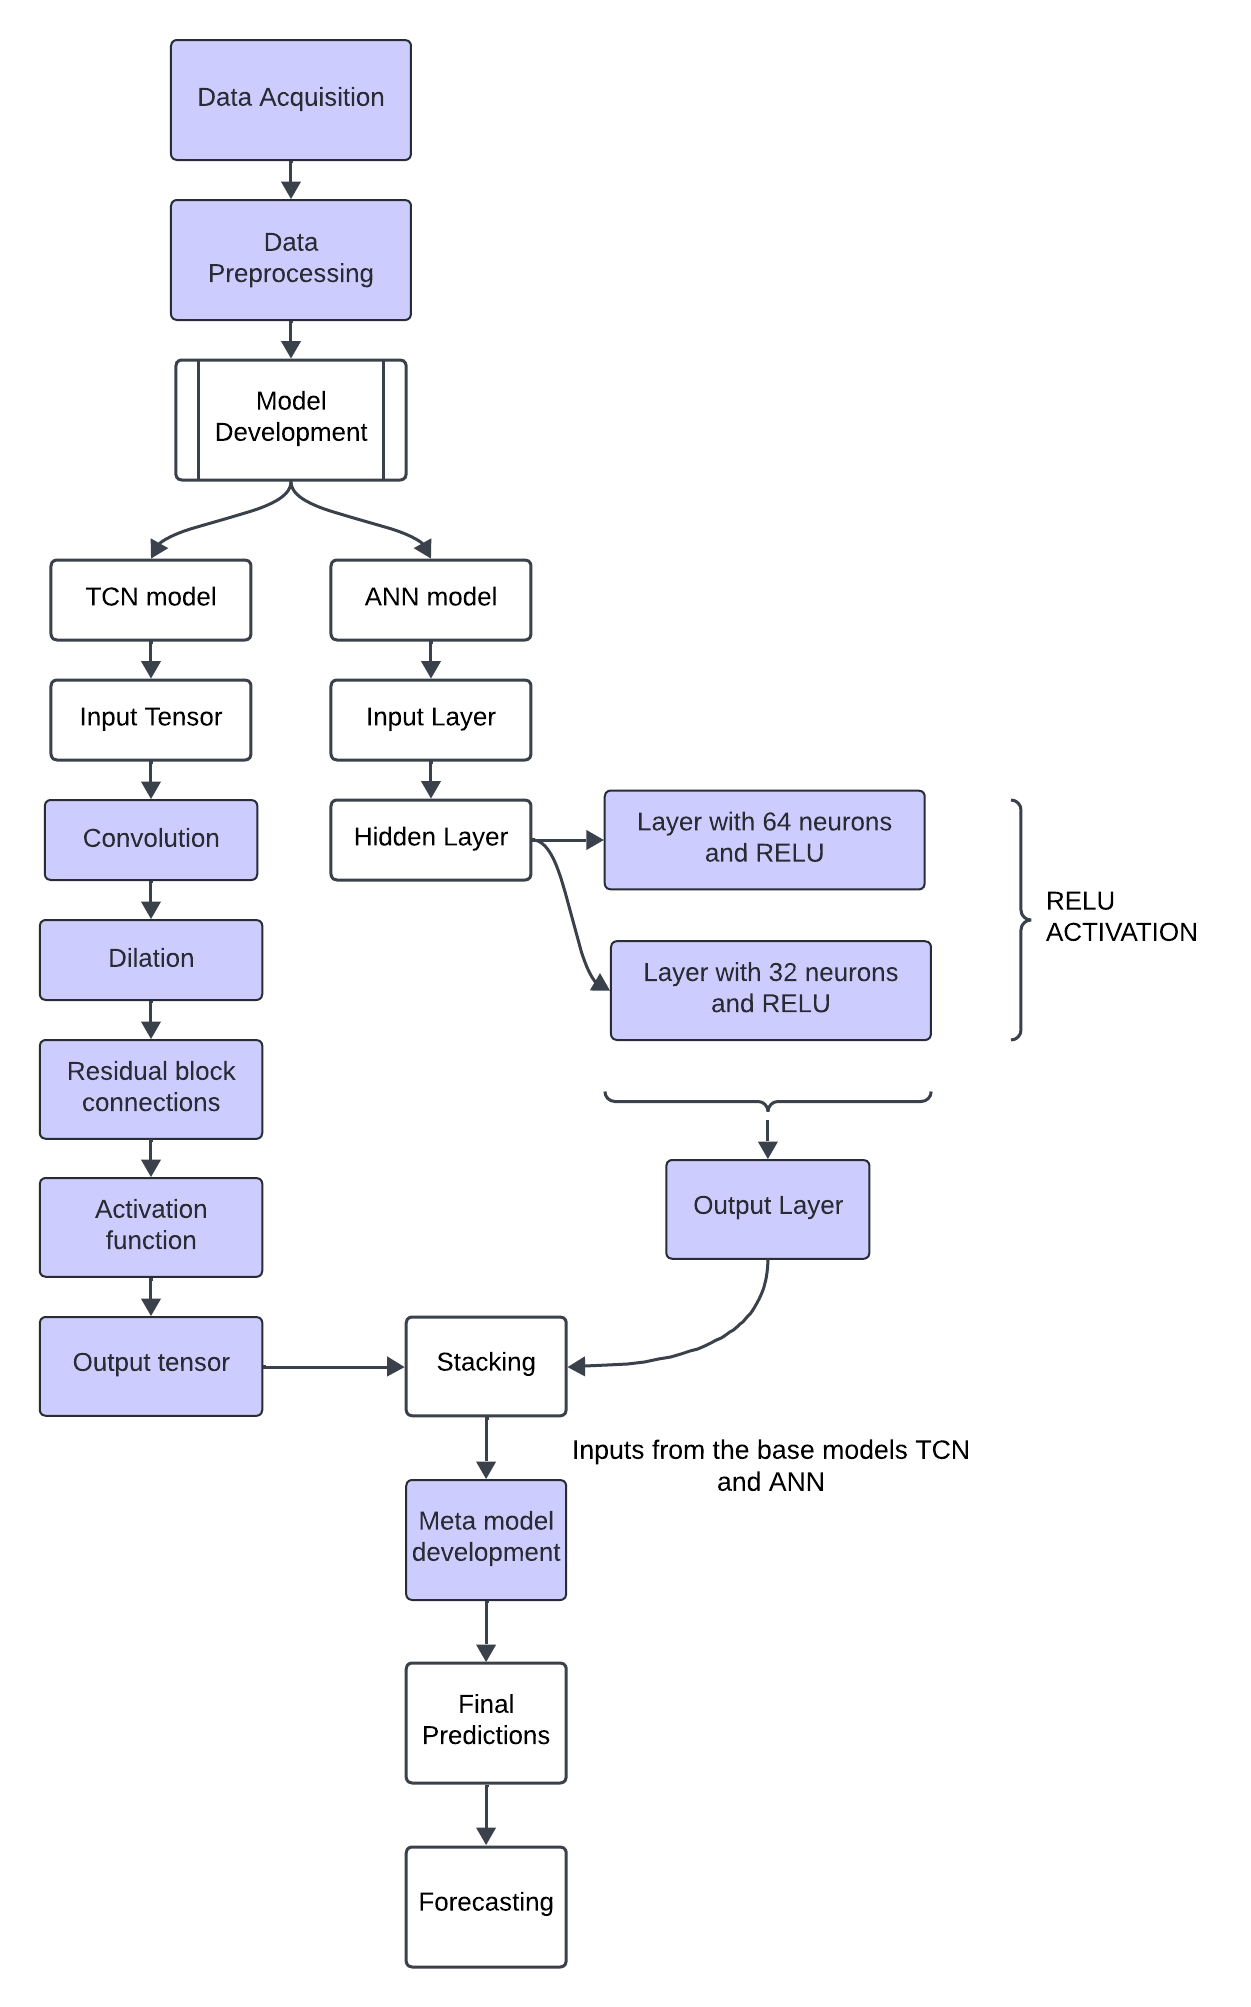 Data Acquisition
Data
Preprocessing
Model
Development
TCN model
ANN model
Input Tensor
Input Layer
Convolution
Hidden Layer
Layer with 64 neurons
and RELU
RELU
ACTIVATION
Dilation
Layer with 32 neurons
and RELU
Residual block
connections
Activation
function
Output Layer
Output tensor
Stacking
Inputs from the base models TCN
and ANN
Meta model
development
Final
Predictions
Forecasting